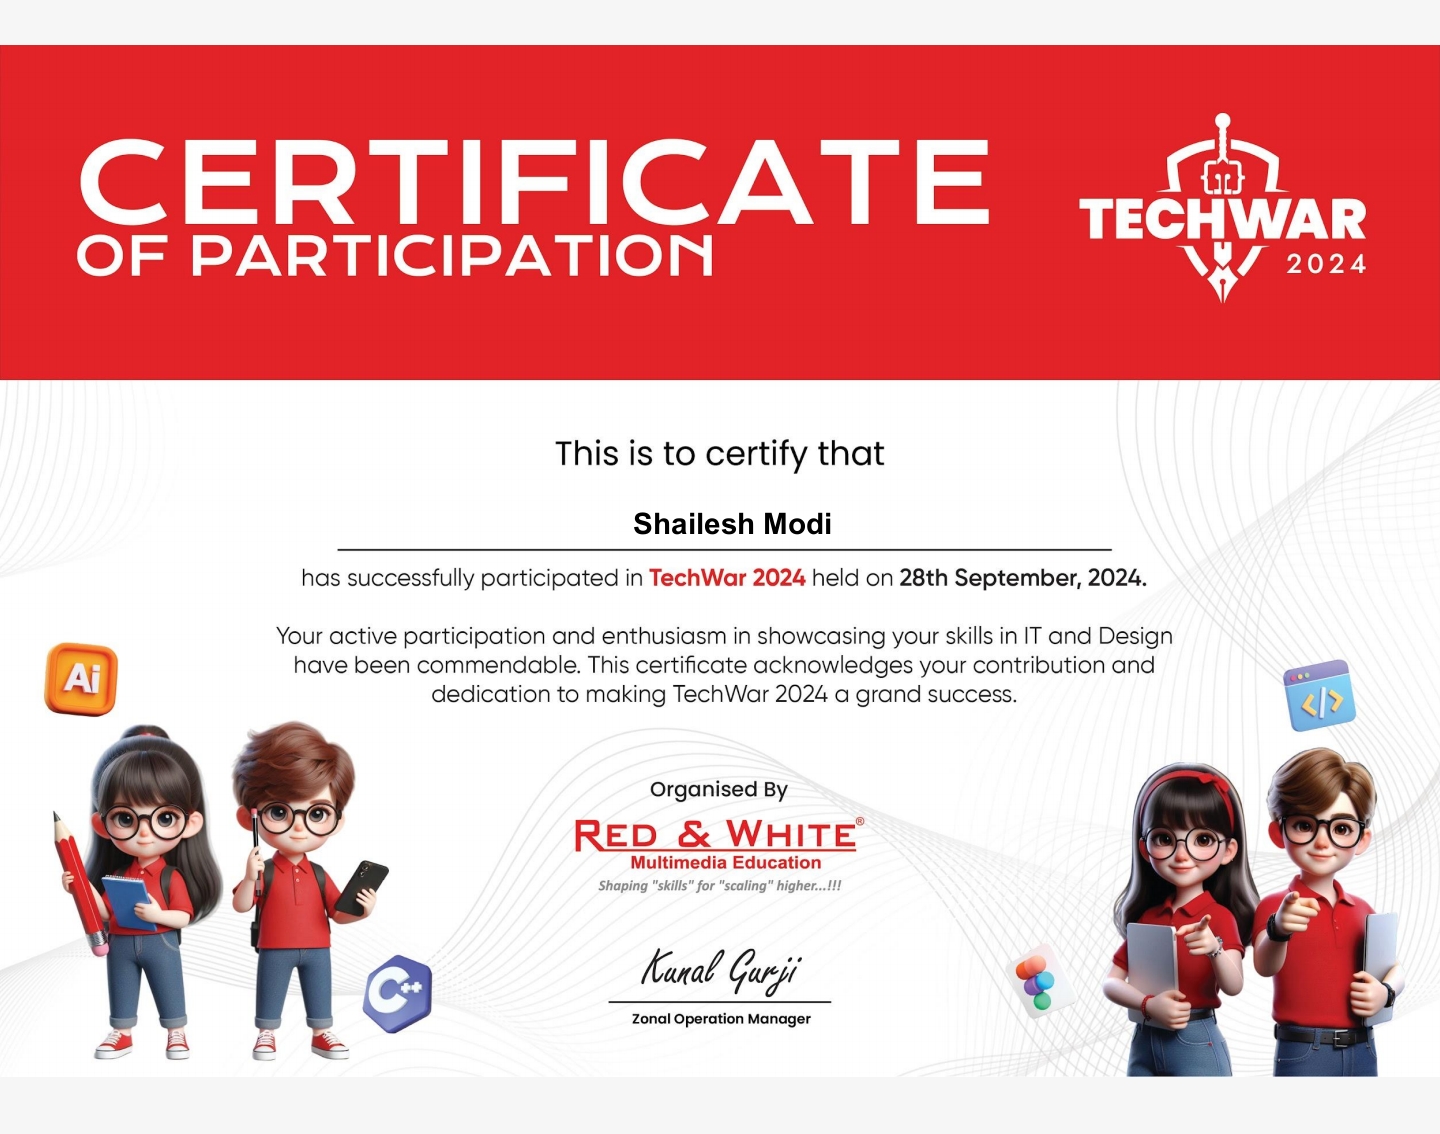 CERTIFICATE
OF PARTICIPATION
TECHWAR
2024
This is to certify that
Shailesh Modi
has successfully participated in TechWar 2024 held on 28th September, 2024.
Your active participation and enthusiasm in showcasing your skills in IT and Design
have been commendable. This certificate acknowledges your contribution and
dedication to making TechWar 2024 a grand success.
Ai
</>
Organised By
RED & WHITE®
Multimedia Education
Shaping "skills" for "scaling" higher...!!!
C++
Kunal Gurji
Zonal Operation Manager